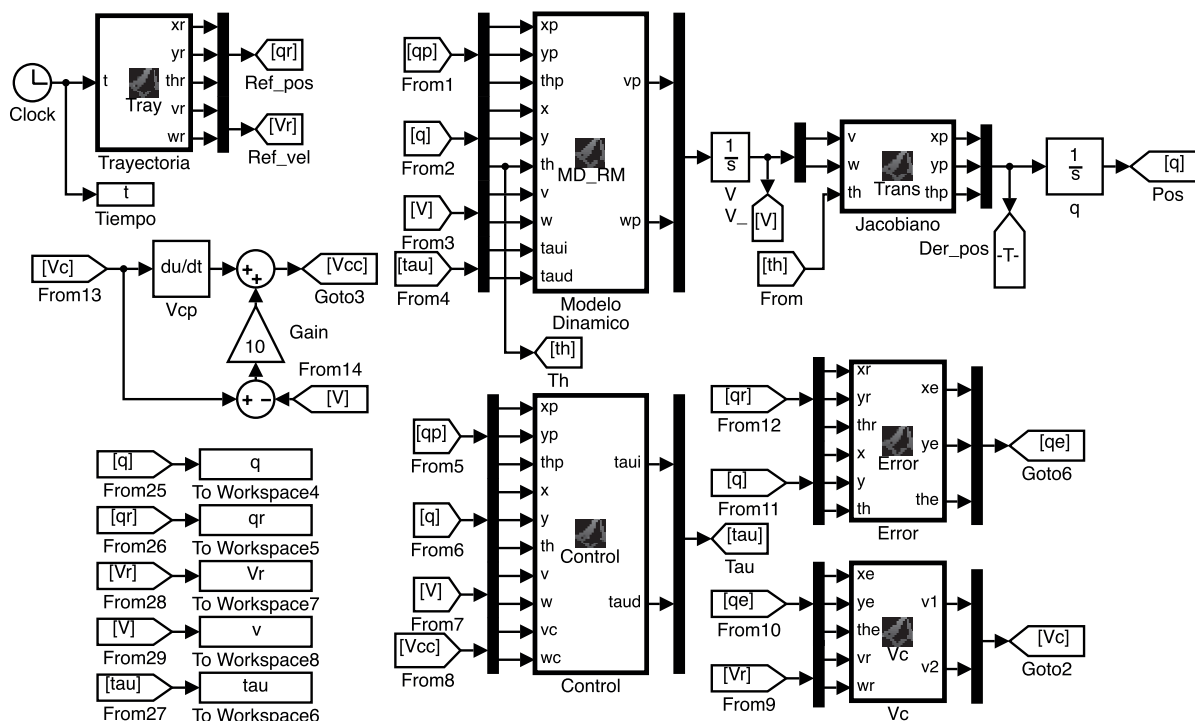 xr
yr
thr
vr
wr
t
Tray
Trayectoria
Clock
t
Tiempo
[qr]
Ref_pos
[Vr]
Ref_vel
[qp]
From1
[q]
From2
[V]
From3
[tau]
From4
xp
yp
thp
x
y
th
v
w
taui
taud
vp
wp
MD_RM
Modelo
Dinamico
[th]
Th
1
s
V
V_
[V]
v
w
th
xp
yp
thp
Trans
Jacobiano
[th]
From
Der_pos
-T-
1
s
q
[q]
Pos
[Vc]
From13
du/dt
Vcp
+
+
[Vcc]
Goto3
10
Gain
From14
+ −
[V]
[q]
From25
q
To Workspace4
[qr]
From26
qr
To Workspace5
[Vr]
From28
Vr
To Workspace7
[V]
From29
v
To Workspace8
[tau]
From27
tau
To Workspace6
[qp]
From5
[q]
From6
[V]
From7
[Vcc]
From8
xp
yp
thp
x
y
th
v
w
vc
wc
taui
taud
Control
Control
[tau]
Tau
[qr]
From12
[q]
From11
xr
yr
thr
x
y
th
xe
ye
the
Error
Error
[qe]
Goto6
[qe]
From10
[Vr]
From9
xe
ye
the
vr
wr
v1
v2
Vc
Vc
[Vc]
Goto2